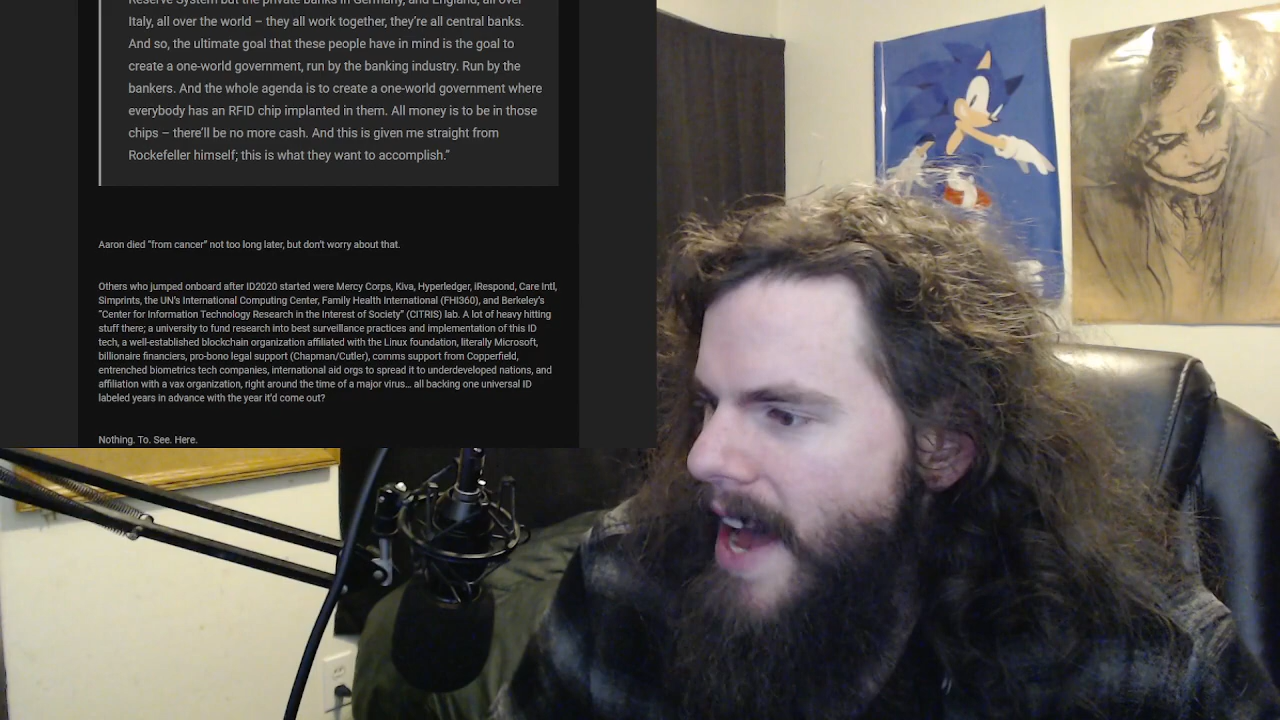 Reserve System but the private banks in Germany, and England, all over
Italy, all over the world – they all work together, they're all central banks.
And so, the ultimate goal that these people have in mind is the goal to
create a one-world government, run by the banking industry. Run by the
bankers. And the whole agenda is to create a one-world government where
everybody has an RFID chip implanted in them. All money is to be in those
chips – there'll be no more cash. And this is given me straight from
Rockefeller himself; this is what they want to accomplish.”
Aaron died “from cancer” not too long later, but don't worry about that.
Others who jumped onboard after ID2020 started were Mercy Corps, Kiva, Hyperledger, iRespond, Care Intl,
Simprints, the UN's International Computing Center, Family Health International (FHI360), and Berkeley's
“Center for Information Technology Research in the Interest of Society” (CITRIS) lab. A lot of heavy hitting
stuff there; a university to fund research into best surveillance practices and implementation of this ID
tech, a well-established blockchain organization affiliated with the Linux foundation, literally Microsoft,
billionaire financiers, pro-bono legal support (Chapman/Cutler), comms support from Copperfield,
entrenched biometrics tech companies, international aid orgs to spread it to underdeveloped nations, and
affiliation with a vax organization, right around the time of a major virus… all backing one universal ID
labeled years in advance with the year it'd come out?
Nothing. To. See. Here.